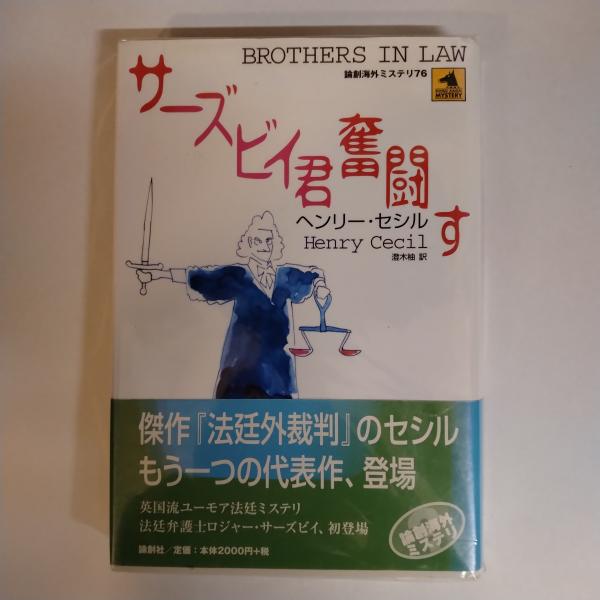 BROTHERS IN LAW
論創海外ミステリ76
MYSTERY
サーズビイ君奮闘す
ヘンリー・セシル
Henry Cecil
澄木柚 訳
傑作『法廷外裁判』のセシル
もう一つの代表作、登場
英国流ユーモア法廷ミステリ
法廷弁護士ロジャー・サーズビイ、初登場
論創社／定価：本体2000円+税
論創海外
ミステリ